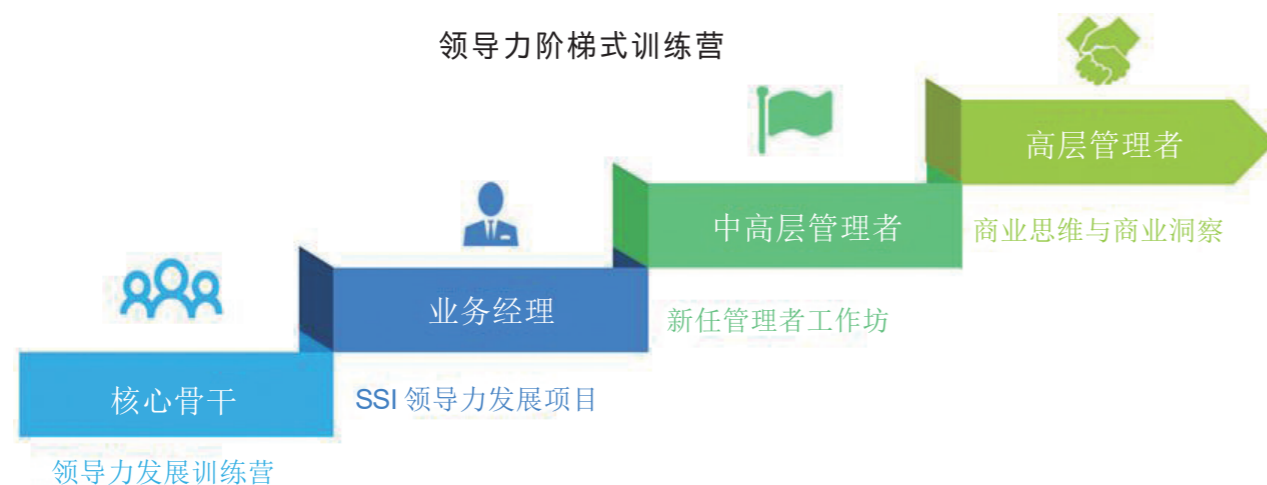 领导力阶梯式训练营
高层管理者
商业思维与商业洞察
中高层管理者
新任管理者工作坊
业务经理
SSI 领导力发展项目
核心骨干
领导力发展训练营